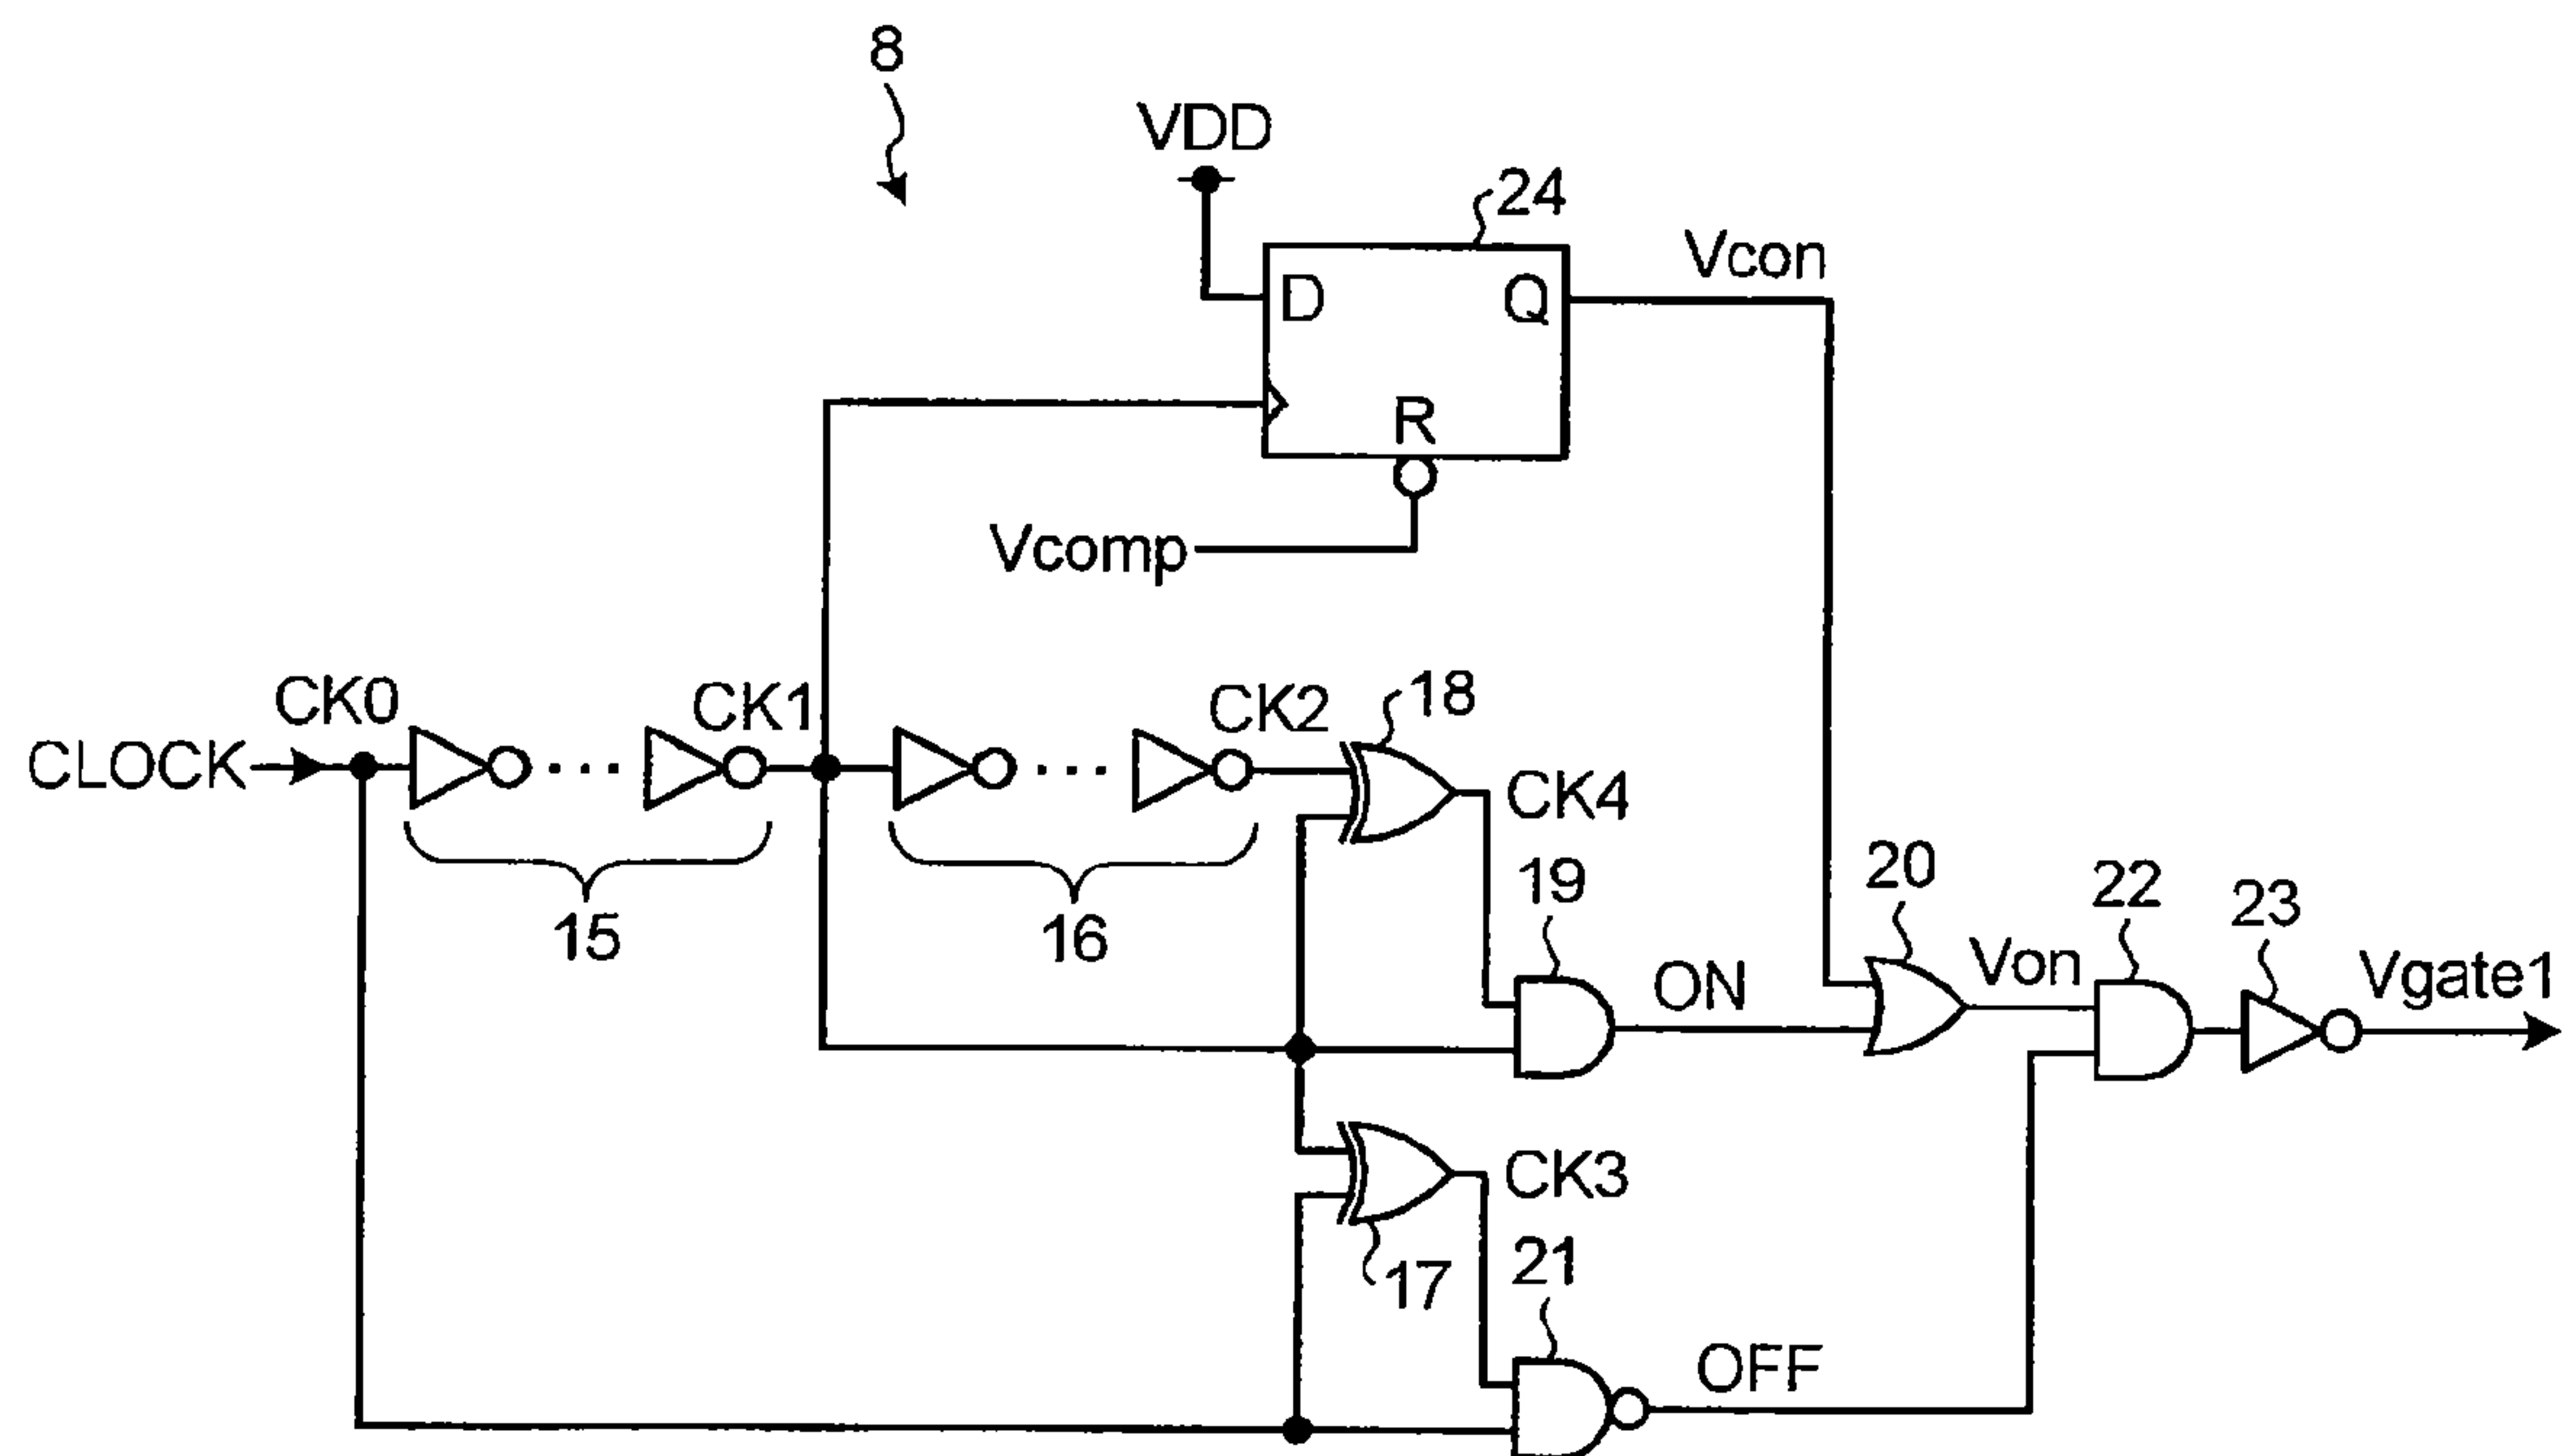 8
VDD
24
D
Q
Vcon
R
Vcomp
CLOCK
CK0
CK1
CK2
18
CK4
15
16
19
ON
20
Von
22
23
Vgate1
CK3
17
21
OFF